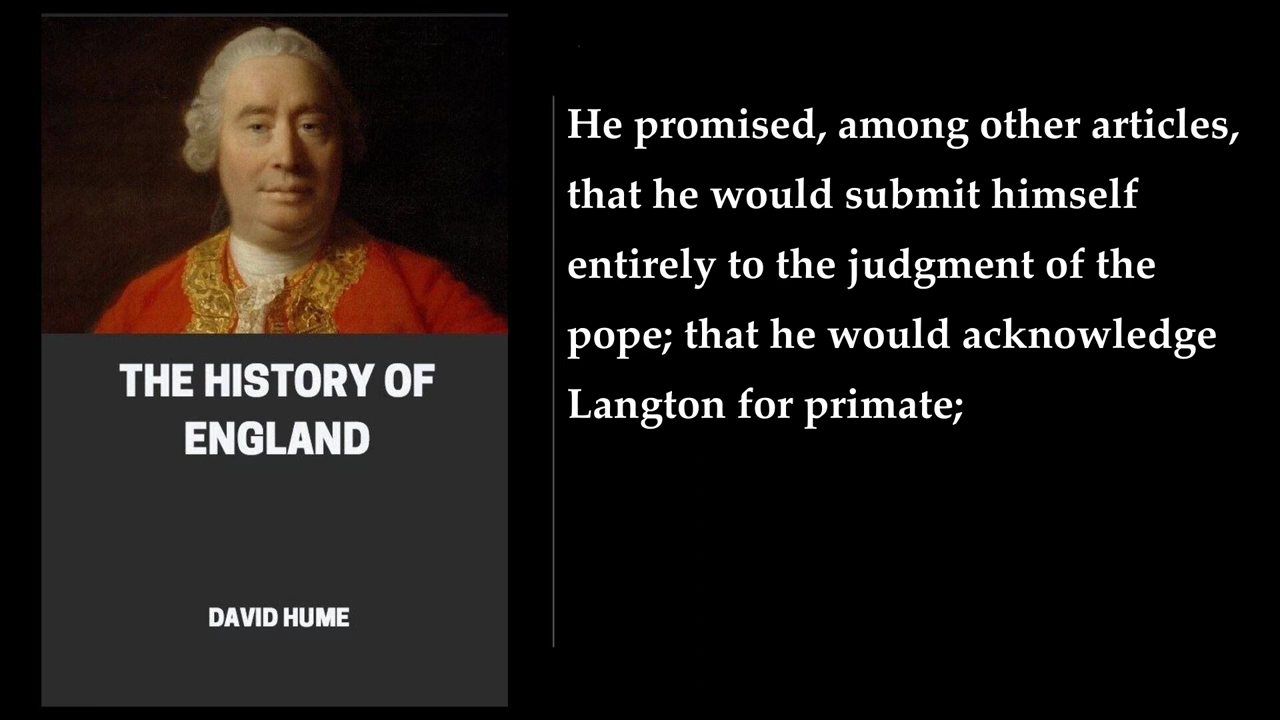 THE HISTORY OF
ENGLAND
DAVID HUME
He promised, among other articles,
that he would submit himself
entirely to the judgment of the
pope; that he would acknowledge
Langton for primate;